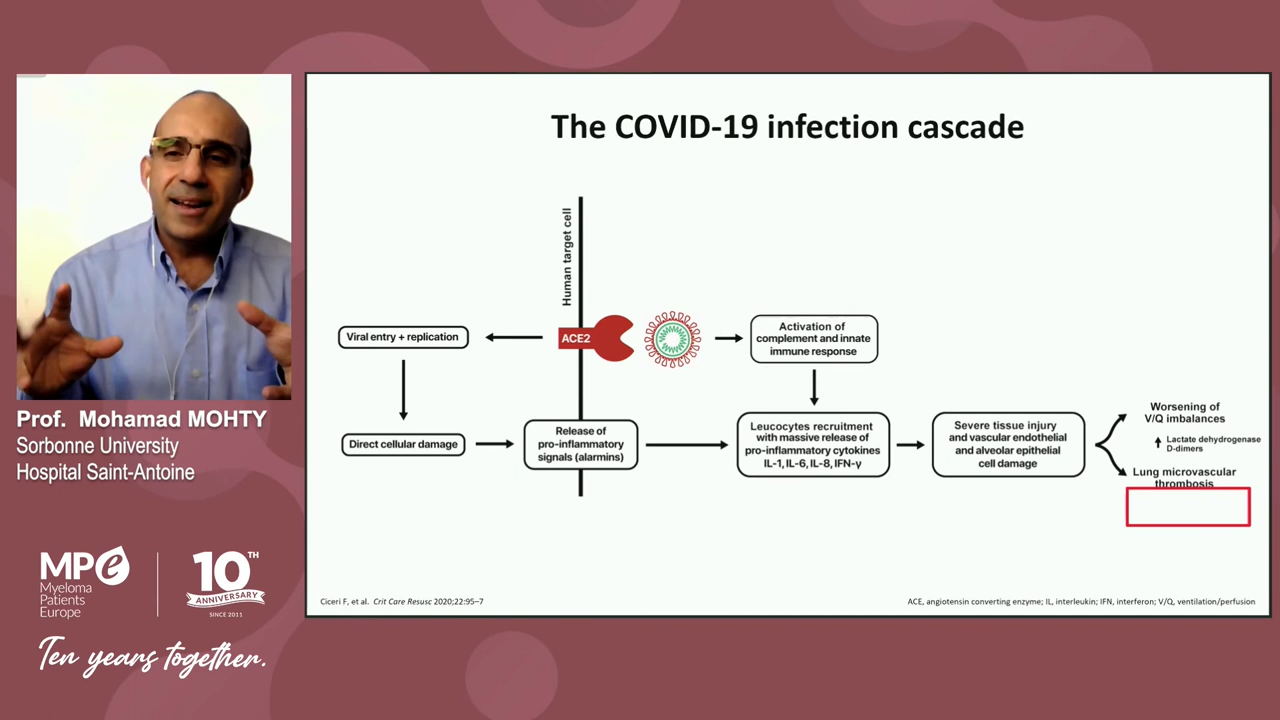 The COVID-19 infection cascade
Human target cell
Viral entry + replication
ACE2
Activation of
complement and innate
immune response
Direct cellular damage
Release of
pro-inflammatory
signals (alarmins)
Leucocytes recruitment
with massive release of
pro-inflammatory cytokines
IL-1, IL-6, IL-8, IFN-γ
Severe tissue injury
and vascular endothelial
and alveolar epithelial
cell damage
Worsening of
V/Q imbalances
Lactate dehydrogenase
D-dimers
Lung microvascular
thrombosis
Ciceri F, et al. Crit Care Resusc 2020;22:95–7
ACE, angiotensin converting enzyme; IL, interleukin; IFN, interferon; V/Q, ventilation/perfusion
Prof. Mohamad MOHTY
Sorbonne University
Hospital Saint-Antoine
MPe
Myeloma
Patients
Europe
10TH
ANNIVERSARY
SINCE 2011
Ten years together.